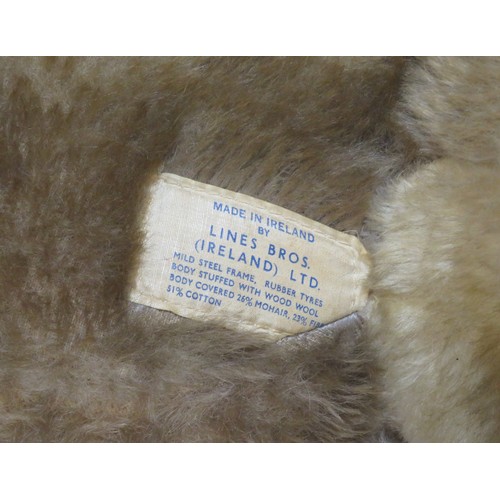 MADE IN IRELAND
BY
LINES BROS.
(IRELAND) LTD.
MILD STEEL FRAME, RUBBER TYRES
BODY STUFFED WITH WOOD WOOL
BODY COVERED 26% MOHAIR, 23% FIBR
51% COTTON